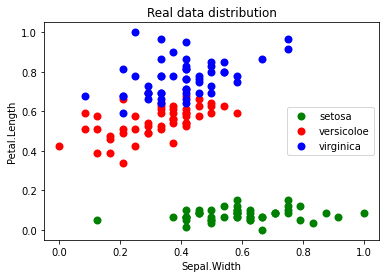 Real data distribution
1.0
0.8
0.6
0.4
0.2
0.0
Petal.Length
setosa
versicoloe
virginica
0.0 0.2 0.4 0.6 0.8 1.0
Sepal.Width